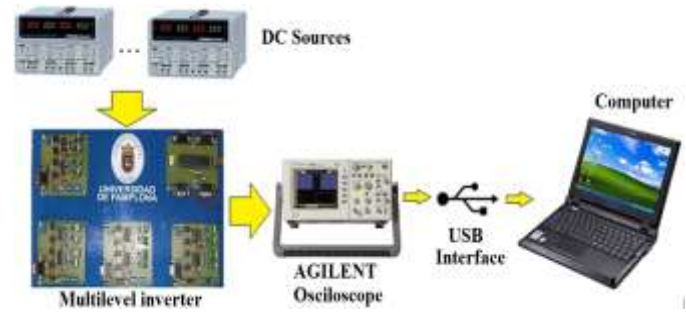 DC Sources
...
Computer
UNIVERSIDAD
DE PAMPLONA
USB
Interface
AGILENT
Osciloscope
Multilevel inverter